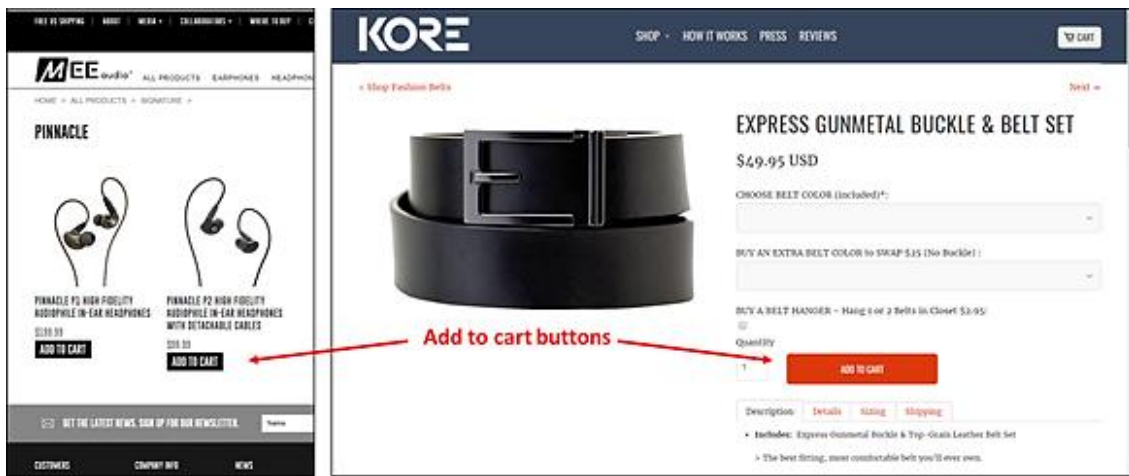 FREE US SHIPPING | ABOUT | MEDIA | COLLABORATIONS | WHERE TO BUY
MEE audio
ALL PRODUCTS EARPHONES HEADPHON
HOME > ALL PRODUCTS > SIGNATURE >
PINNACLE
PINNACLE P1 HIGH FIDELITY
AUDIOPHILE IN-EAR HEADPHONES
ADD TO CART
PINNACLE P2 HIGH FIDELITY
AUDIOPHILE IN-EAR HEADPHONES
WITH DETACHABLE CABLES
ADD TO CART
GET THE LATEST NEWS. SIGN UP FOR OUR NEWSLETTER.
Name
CUSTOMERS COMPANY INFO NEWS
KORE
SHOP HOW IT WORKS PRESS REVIEWS
CART
< Shop Fashion Belts
Next
EXPRESS GUNMETAL BUCKLE & BELT SET
$49.95 USD
CHOOSE BELT COLOR (included)*:
BUY AN EXTRA BELT COLOR to SWAP $25 (No Buckle) :
BUY A BELT HANGER - Hang 1 or 2 Belts in Closet $2.95:
Quantity
1
ADD TO CART
Add to cart buttons
Description Details Sizing Shipping
• Includes: Express Gunmetal Buckle & Top-Grain Leather Belt Set
> The best fitting, most comfortable belt you'll ever own.